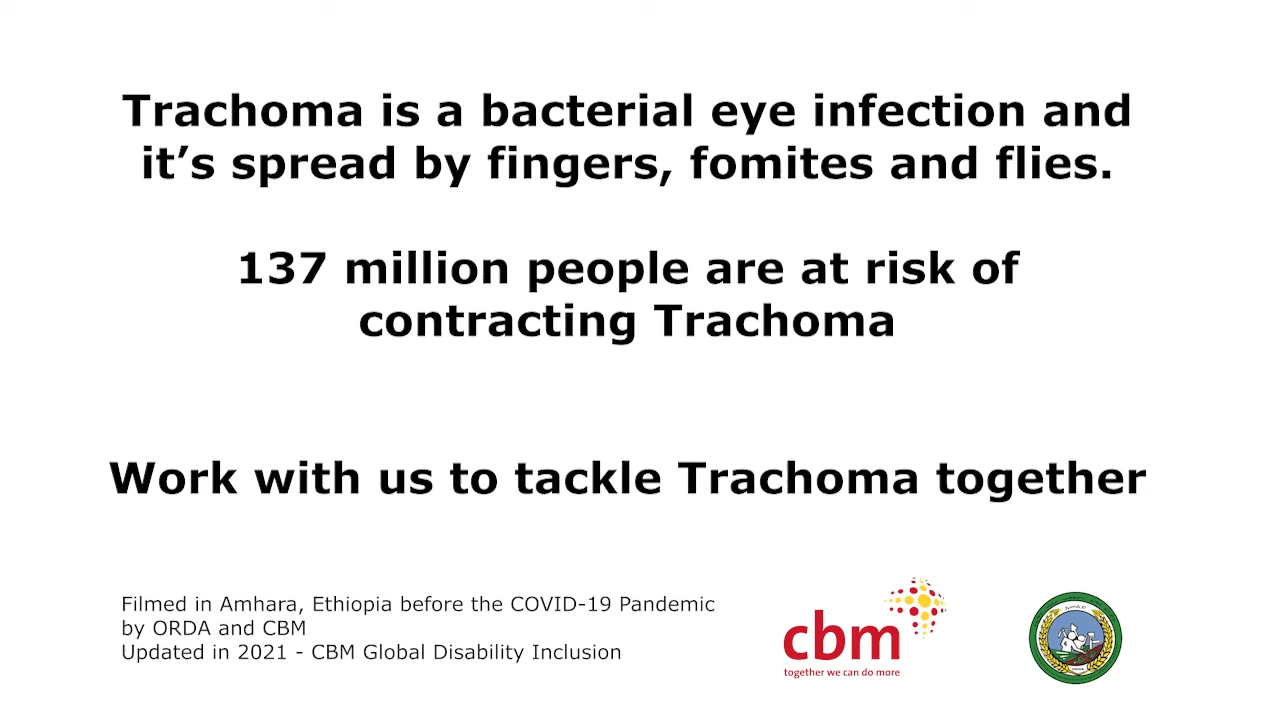 Trachoma is a bacterial eye infection and
it’s spread by fingers, fomites and flies.
137 million people are at risk of
contracting Trachoma
Work with us to tackle Trachoma together
Filmed in Amhara, Ethiopia before the COVID-19 Pandemic
by ORDA and CBM
Updated in 2021 - CBM Global Disability Inclusion
cbm
together we can do more